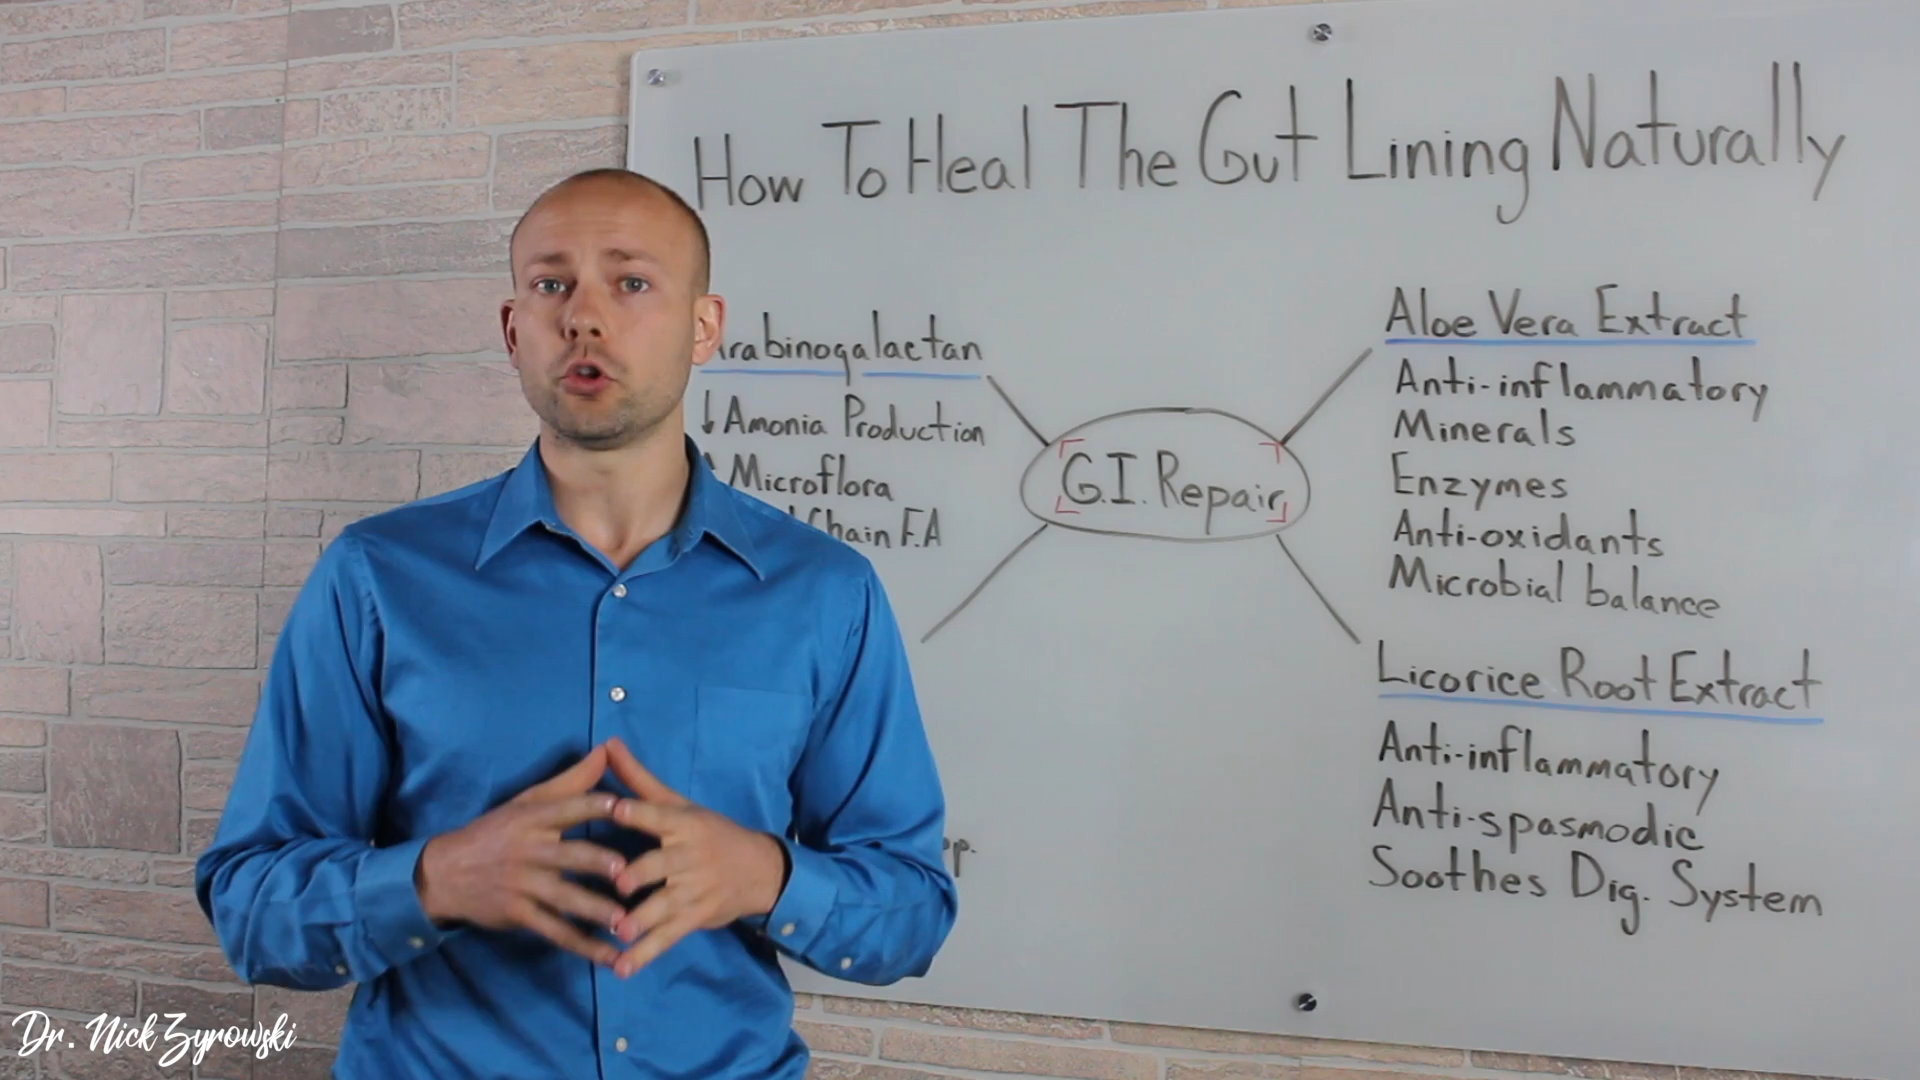 How To Heal The Gut Lining Naturally
rabinogalactan
↓ Amonia Production
Microflora
Chain F.A
G.I. Repair
Aloe Vera Extract
Anti-inflammatory
Minerals
Enzymes
Anti-oxidants
Microbial balance
Licorice Root Extract
Anti-inflammatory
Anti-spasmodic
Soothes Dig. System
Dr. Nick Zyrowski